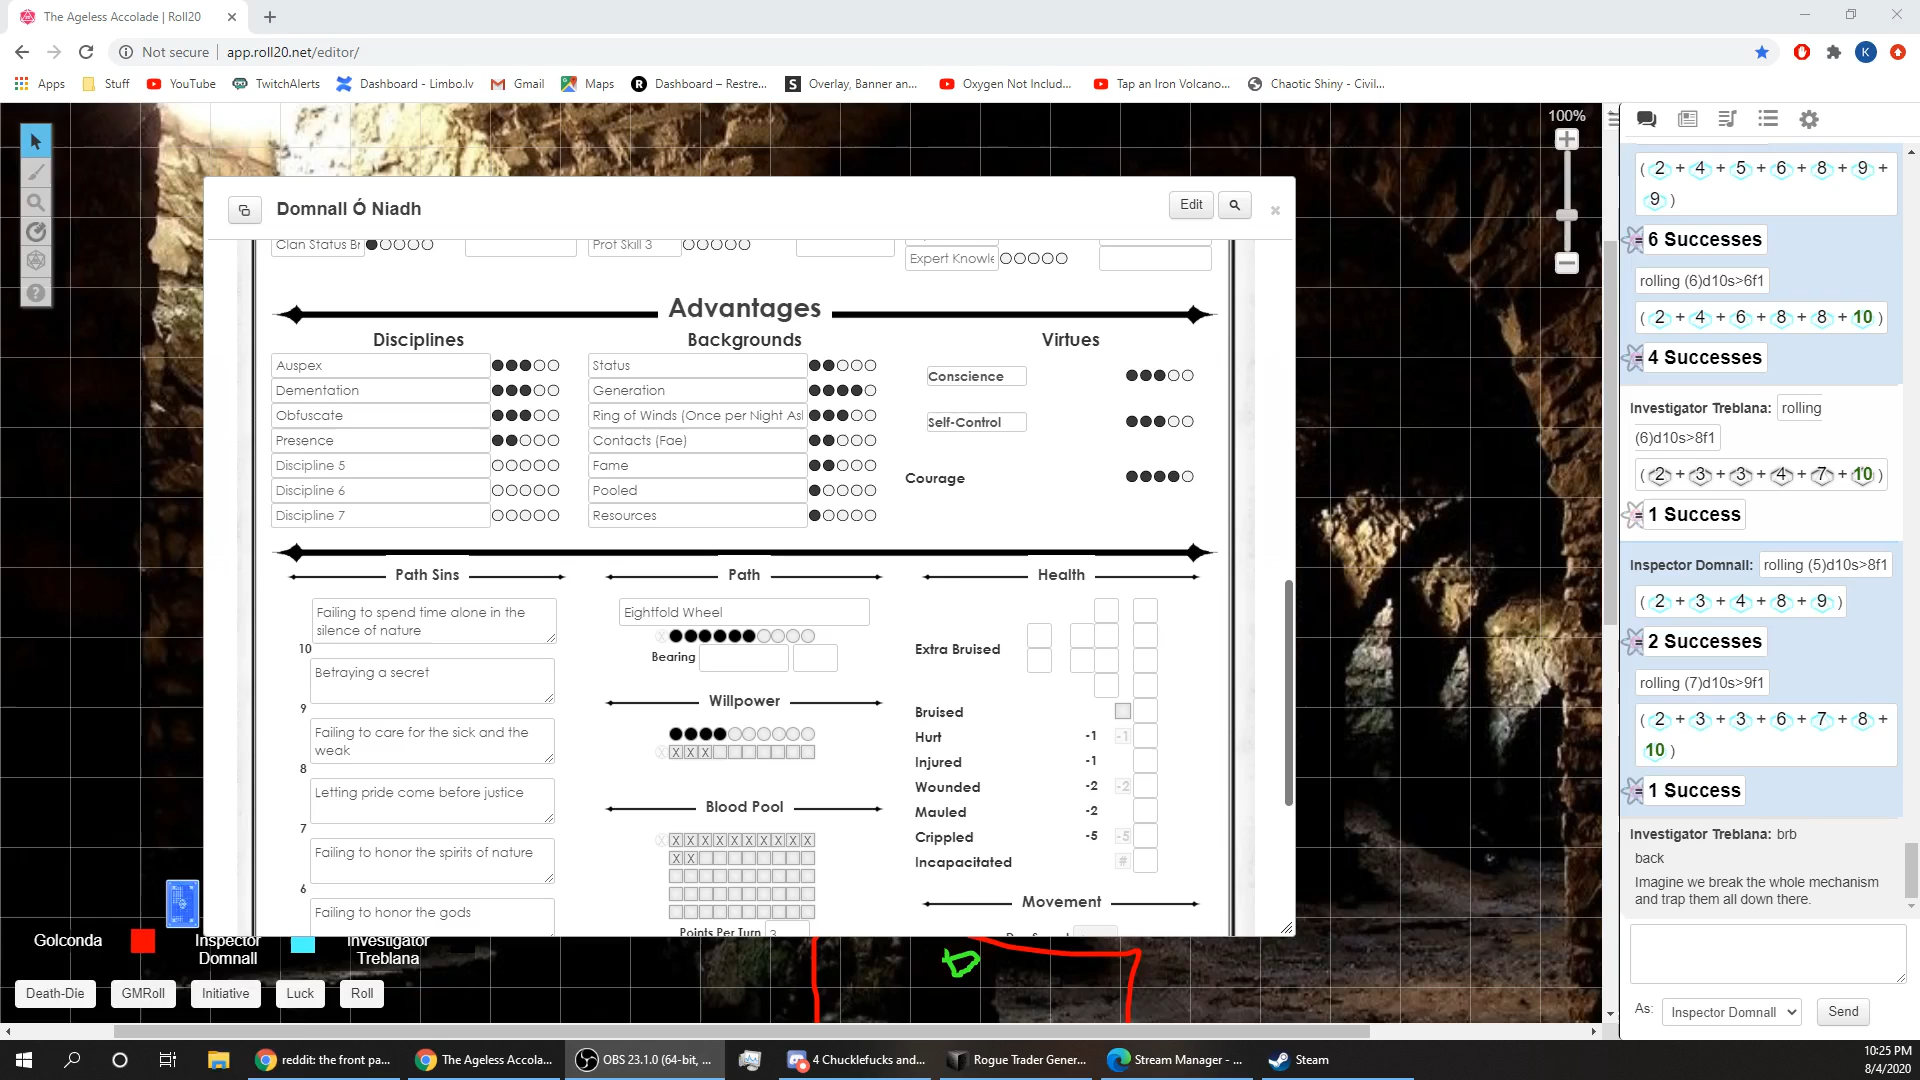 The Ageless Accolade | Roll20
Not secure
app.roll20.net/editor/
K
Apps
Stuff
YouTube
TwitchAlerts
Dashboard - Limbo.lv
Gmail
Maps
Dashboard – Restre...
Overlay, Banner an...
Oxygen Not Includ...
Tap an Iron Volcano...
Chaotic Shiny - Civil...
100%
Domnall Ó Niadh
Edit
Clan Status Br
Prof Skill 3
Expert Knowle
Advantages
Disciplines
Backgrounds
Virtues
Auspex
Status
Conscience
Dementation
Generation
Obfuscate
Ring of Winds (Once per Night Asl
Self-Control
Presence
Contacts (Fae)
Discipline 5
Fame
Courage
Discipline 6
Pooled
Discipline 7
Resources
Path Sins
Path
Health
Failing to spend time alone in the
silence of nature
10
Betraying a secret
9
Failing to care for the sick and the
weak
8
Letting pride come before justice
7
Failing to honor the spirits of nature
6
Failing to honor the gods
Eightfold Wheel
Bearing
Willpower
X X X
Blood Pool
X X X X X X X X X X
X X
Points Per Turn 3
Extra Bruised
Bruised
Hurt -1 -1
Injured -1
Wounded -2 -2
Mauled -2
Crippled -5 -5
Incapacitated #
Movement
(2+4+5+6+8+9+
9)
= 6 Successes
rolling (6)d10s>6f1
(2+4+6+8+8+10)
= 4 Successes
Investigator Treblana: rolling
(6)d10s>8f1
(2+3+3+4+7+10)
= 1 Success
Inspector Domnall: rolling (5)d10s>8f1
(2+3+4+8+9)
= 2 Successes
rolling (7)d10s>9f1
(2+3+3+6+7+8+
10)
= 1 Success
Investigator Treblana: brb
back
Imagine we break the whole mechanism
and trap them all down there.
As: Inspector Domnall
Send
Golconda
Inspector
Domnall
Investigator
Treblana
Death-Die
GMRoll
Initiative
Luck
Roll
reddit: the front pa...
The Ageless Accola...
OBS 23.1.0 (64-bit, ...
4 Chucklefucks and...
Rogue Trader Gener...
Stream Manager - ...
Steam
10:25 PM
8/4/2020